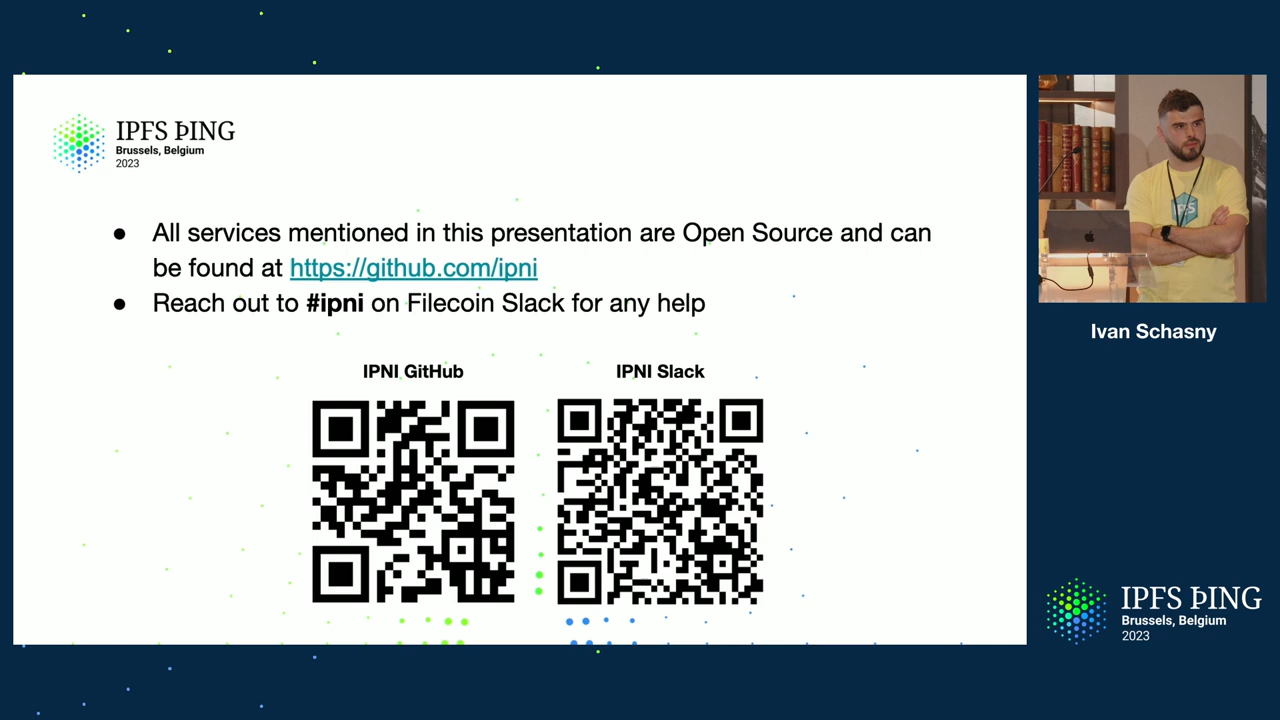 IPFS ÞING
Brussels, Belgium
2023
● All services mentioned in this presentation are Open Source and can
be found at https://github.com/ipni
● Reach out to #ipni on Filecoin Slack for any help
IPNI GitHub
IPNI Slack
IPFS
Ivan Schasny
IPFS ÞING
Brussels, Belgium
2023